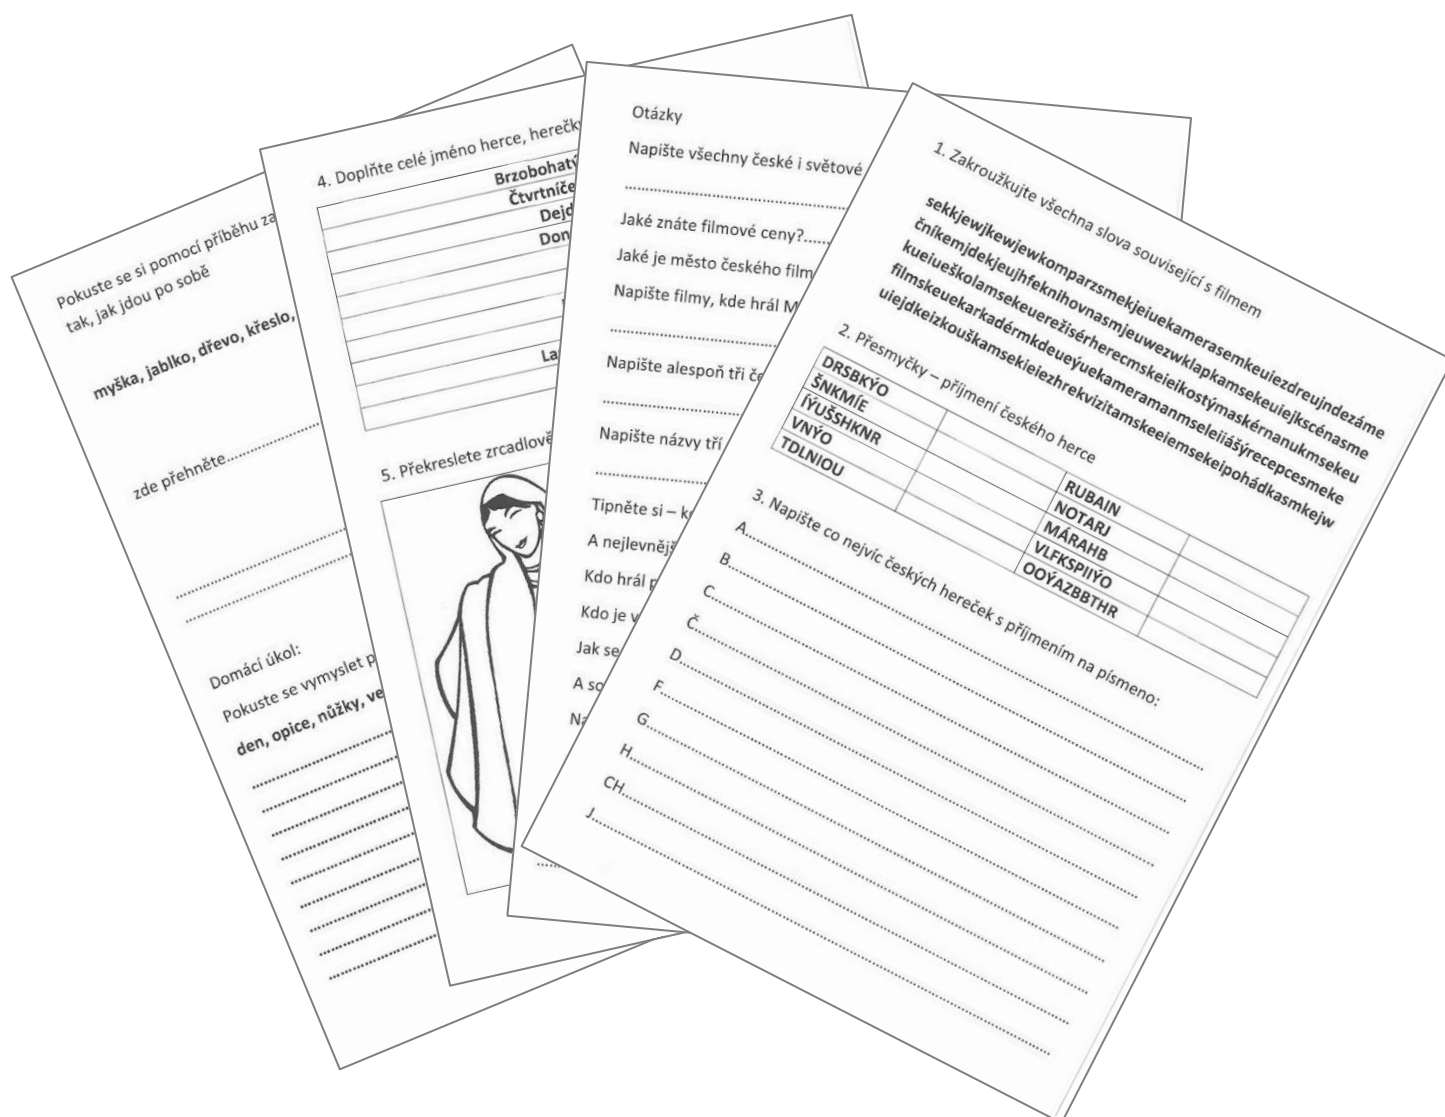 Pokuste se si pomocí příběhu za
tak, jak jdou po sobě
myška, jablko, dřevo, křeslo,
zde přehněte
Domácí úkol:
Pokuste se vymyslet p
den, opice, nůžky, ve
4. Doplňte celé jméno herce, herečky
Brzobohatý
Čtvrtníče
Dejd
Don
La
5. Překreslete zrcadlově
Otázky
Napište všechny české i světové
Jaké znáte filmové ceny?
Jaké je město českého film
Napište filmy, kde hrál M
Napište alespoň tři če
Napište názvy tří
Tipněte si – k
A nejlevnějš
Kdo hrál p
Kdo je v
Jak se
A so
Na
1. Zakroužkujte všechna slova související s filmem
sekkjewjkewjewkomparzsmekjeiuekamerasemkeuiezdreujndezáme
čníkemjdekjeujhfeknihovnasmjeuwezwklapkamsekeuiejkscénasme
kueiueškolamsekeuerežisérherecmskeieikostýmaskérnanukmsekeu
filmskeuekarkadérmkdeueýuekameramanmseleiiášýrecepcesmeke
uiejdkeizkouškamsekieiezhrekvizitamskeeiemsekeipohádkasmkejw
2. Přesmyčky – příjmení českého herce
DRSBKÝO
ŠNKMÍE
ÍÝUŠSHKNR
VNÝO
TDLNIOU
RUBAIN
NOTARJ
MÁRAHB
VLFKSPIIÝO
OOÝAZBBTHR
3. Napište co nejvíc českých hereček s příjmením na písmeno:
A
B
C
Č
D
F
G
H
CH
J